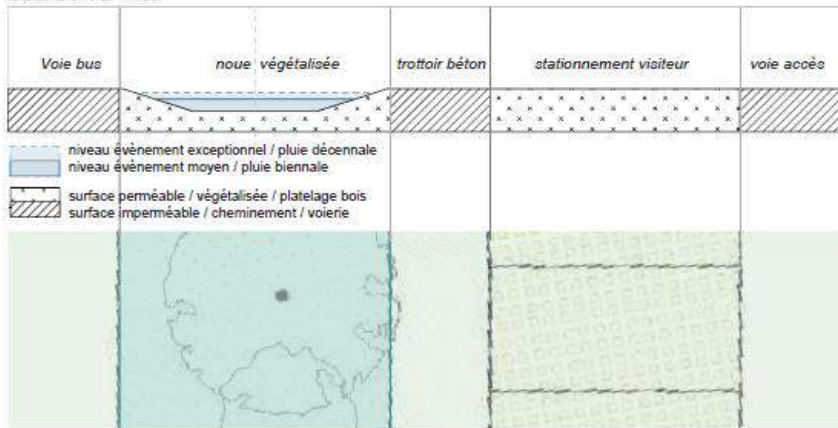 Voie bus noue végétalisée trottoir béton stationnement visiteur voie accès
niveau évènement exceptionnel / pluie décennale
niveau évènement moyen / pluie biennale
surface perméable / végétalisée / platelage bois
surface imperméable / cheminement / voierie